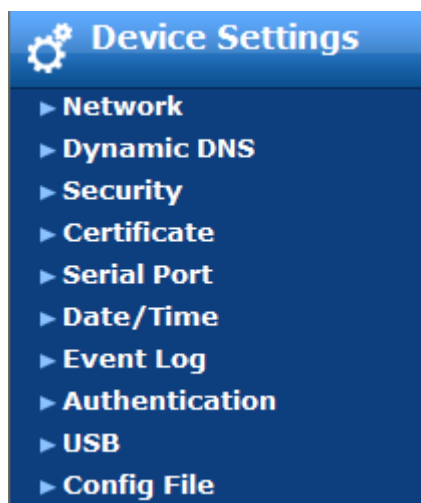 Device Settings
Network
Dynamic DNS
Security
Certificate
Serial Port
Date/Time
Event Log
Authentication
USB
Config File